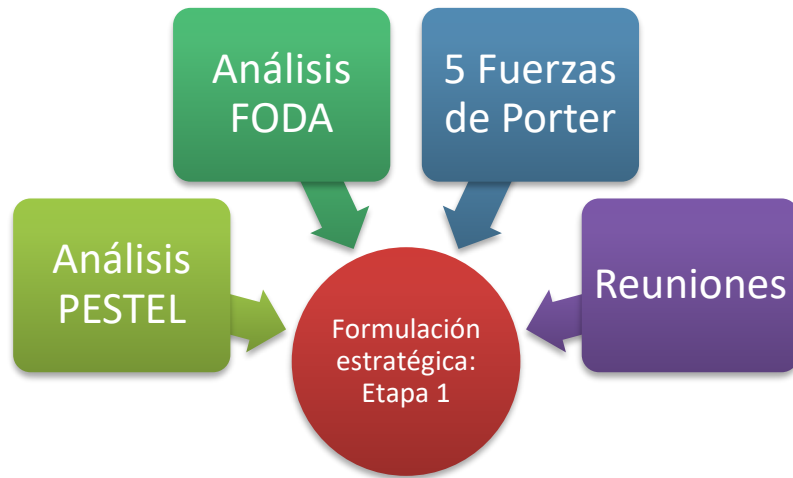 Análisis
FODA
5 Fuerzas
de Porter
Análisis
PESTEL
Reuniones
Formulación
estratégica:
Etapa 1